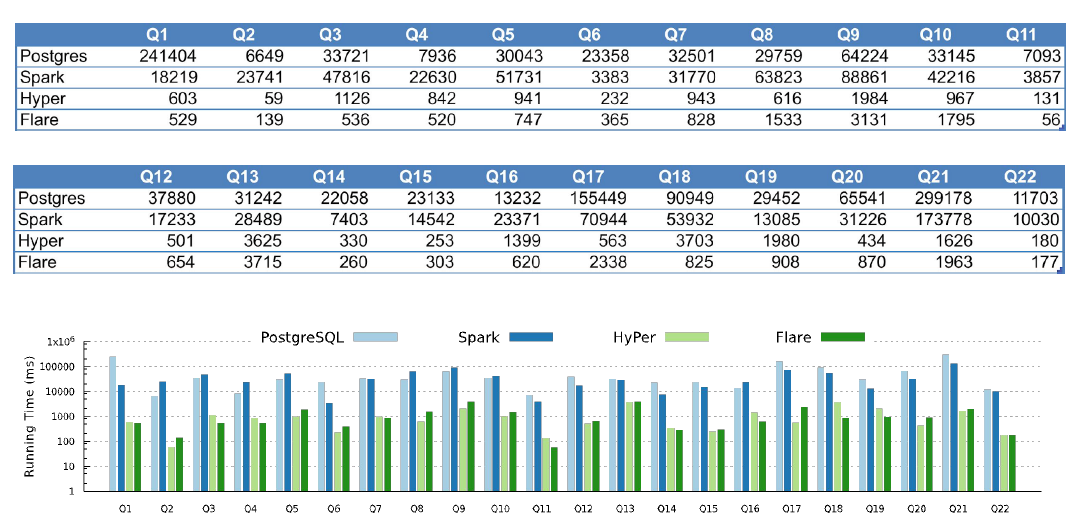 Q1 Q2 Q3 Q4 Q5 Q6 Q7 Q8 Q9 Q10 Q11
Postgres 241404 6649 33721 7936 30043 23358 32501 29759 64224 33145 7093
Spark 18219 23741 47816 22630 51731 3383 31770 63823 88861 42216 3857
Hyper 603 59 1126 842 941 232 943 616 1984 967 131
Flare 529 139 536 520 747 365 828 1533 3131 1795 56
Q12 Q13 Q14 Q15 Q16 Q17 Q18 Q19 Q20 Q21 Q22
Postgres 37880 31242 22058 23133 13232 155449 90949 29452 65541 299178 11703
Spark 17233 28489 7403 14542 23371 70944 53932 13085 31226 173778 10030
Hyper 501 3625 330 253 1399 563 3703 1980 434 1626 180
Flare 654 3715 260 303 620 2338 825 908 870 1963 177
PostgreSQL Spark HyPer Flare
Running Time (ms)
1x10⁶
100000
10000
1000
100
10
1
Q1 Q2 Q3 Q4 Q5 Q6 Q7 Q8 Q9 Q10 Q11 Q12 Q13 Q14 Q15 Q16 Q17 Q18 Q19 Q20 Q21 Q22